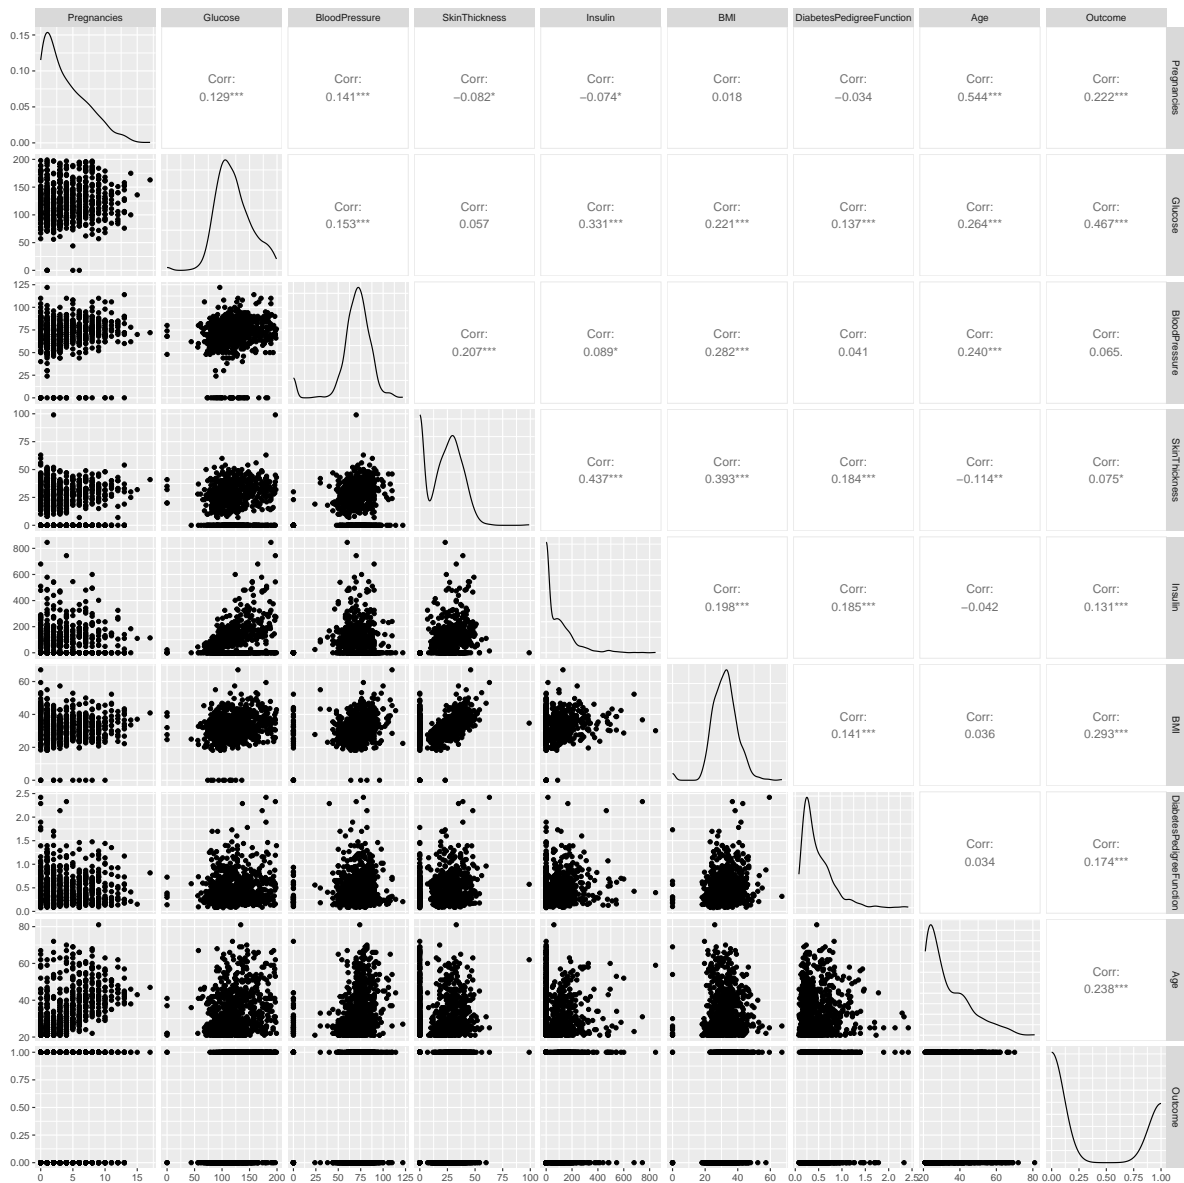 Pregnancies Glucose BloodPressure SkinThickness Insulin BMI DiabetesPedigreeFunction Age Outcome
0.15
0.10
0.05
0.00
Corr: Corr: Corr: Corr: Corr: Corr: Corr: Corr:
0.129*** 0.141*** −0.082* −0.074* 0.018 −0.034 0.544*** 0.222***
Pregnancies
200
150
100
50
0
Corr: Corr: Corr: Corr: Corr: Corr: Corr:
0.153*** 0.057 0.331*** 0.221*** 0.137*** 0.264*** 0.467***
Glucose
125
100
75
50
25
0
Corr: Corr: Corr: Corr: Corr: Corr:
0.207*** 0.089* 0.282*** 0.041 0.240*** 0.065.
BloodPressure
100
75
50
25
0
Corr: Corr: Corr: Corr: Corr:
0.437*** 0.393*** 0.184*** −0.114** 0.075*
SkinThickness
800
600
400
200
0
Corr: Corr: Corr: Corr:
0.198*** 0.185*** −0.042 0.131***
Insulin
60
40
20
0
Corr: Corr: Corr:
0.141*** 0.036 0.293***
BMI
2.5
2.0
1.5
1.0
0.5
0.0
Corr: Corr:
0.034 0.174***
DiabetesPedigreeFunction
80
60
40
20
Corr:
0.238***
Age
1.00
0.75
0.50
0.25
0.00
Outcome
0 5 10 15 0 50 100 150 200 0 25 50 75 100 125 0 25 50 75 100 0 200 400 600 800 0 20 40 60 0.0 0.5 1.0 1.5 2.0 2.5 20 40 60 80 0.00 0.25 0.50 0.75 1.00